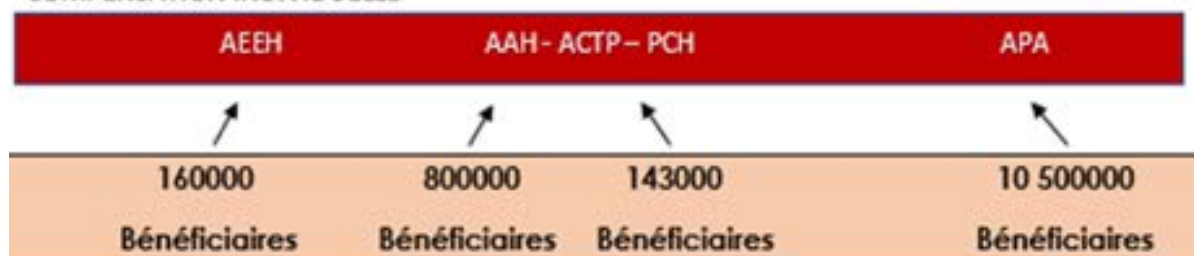 AEEH AAH - ACTP – PCH APA
160000 800000 143000 10 500000
Bénéficiaires Bénéficiaires Bénéficiaires Bénéficiaires